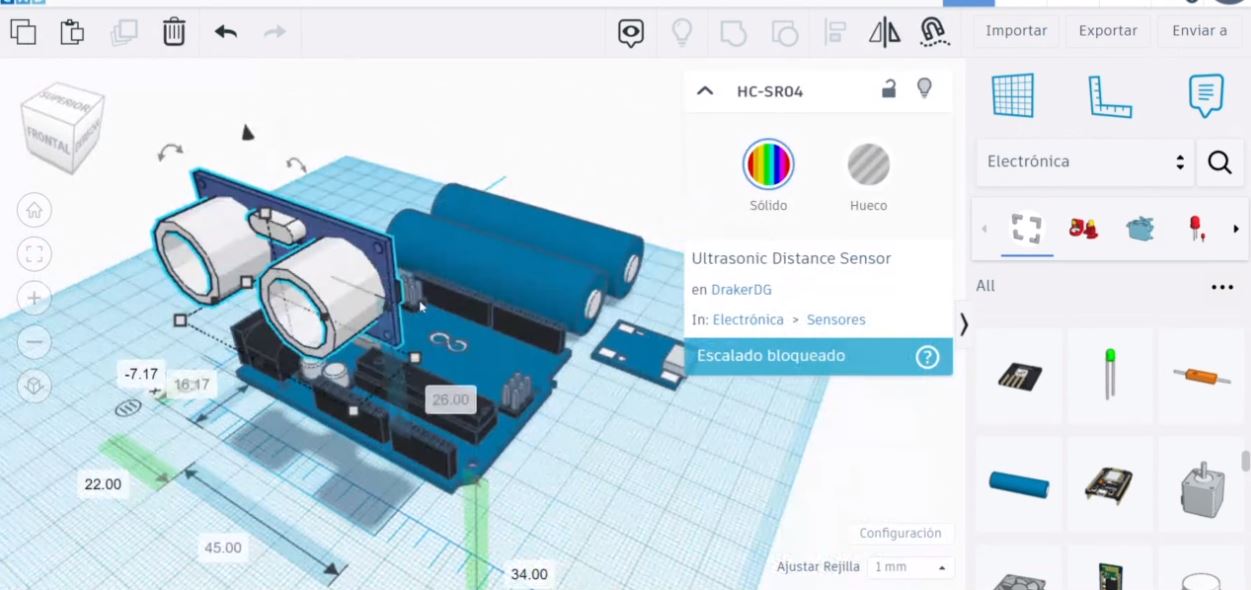 Importar
Exportar
Enviar a
SUPERIOR
FRONTAL
HC-SR04
Sólido
Hueco
Ultrasonic Distance Sensor
en DrakerDG
In: Electrónica > Sensores
Escalado bloqueado
?
Electrónica
All
...
-7.17
16.17
26.00
22.00
45.00
34.00
Configuración
Ajustar Rejilla
1 mm